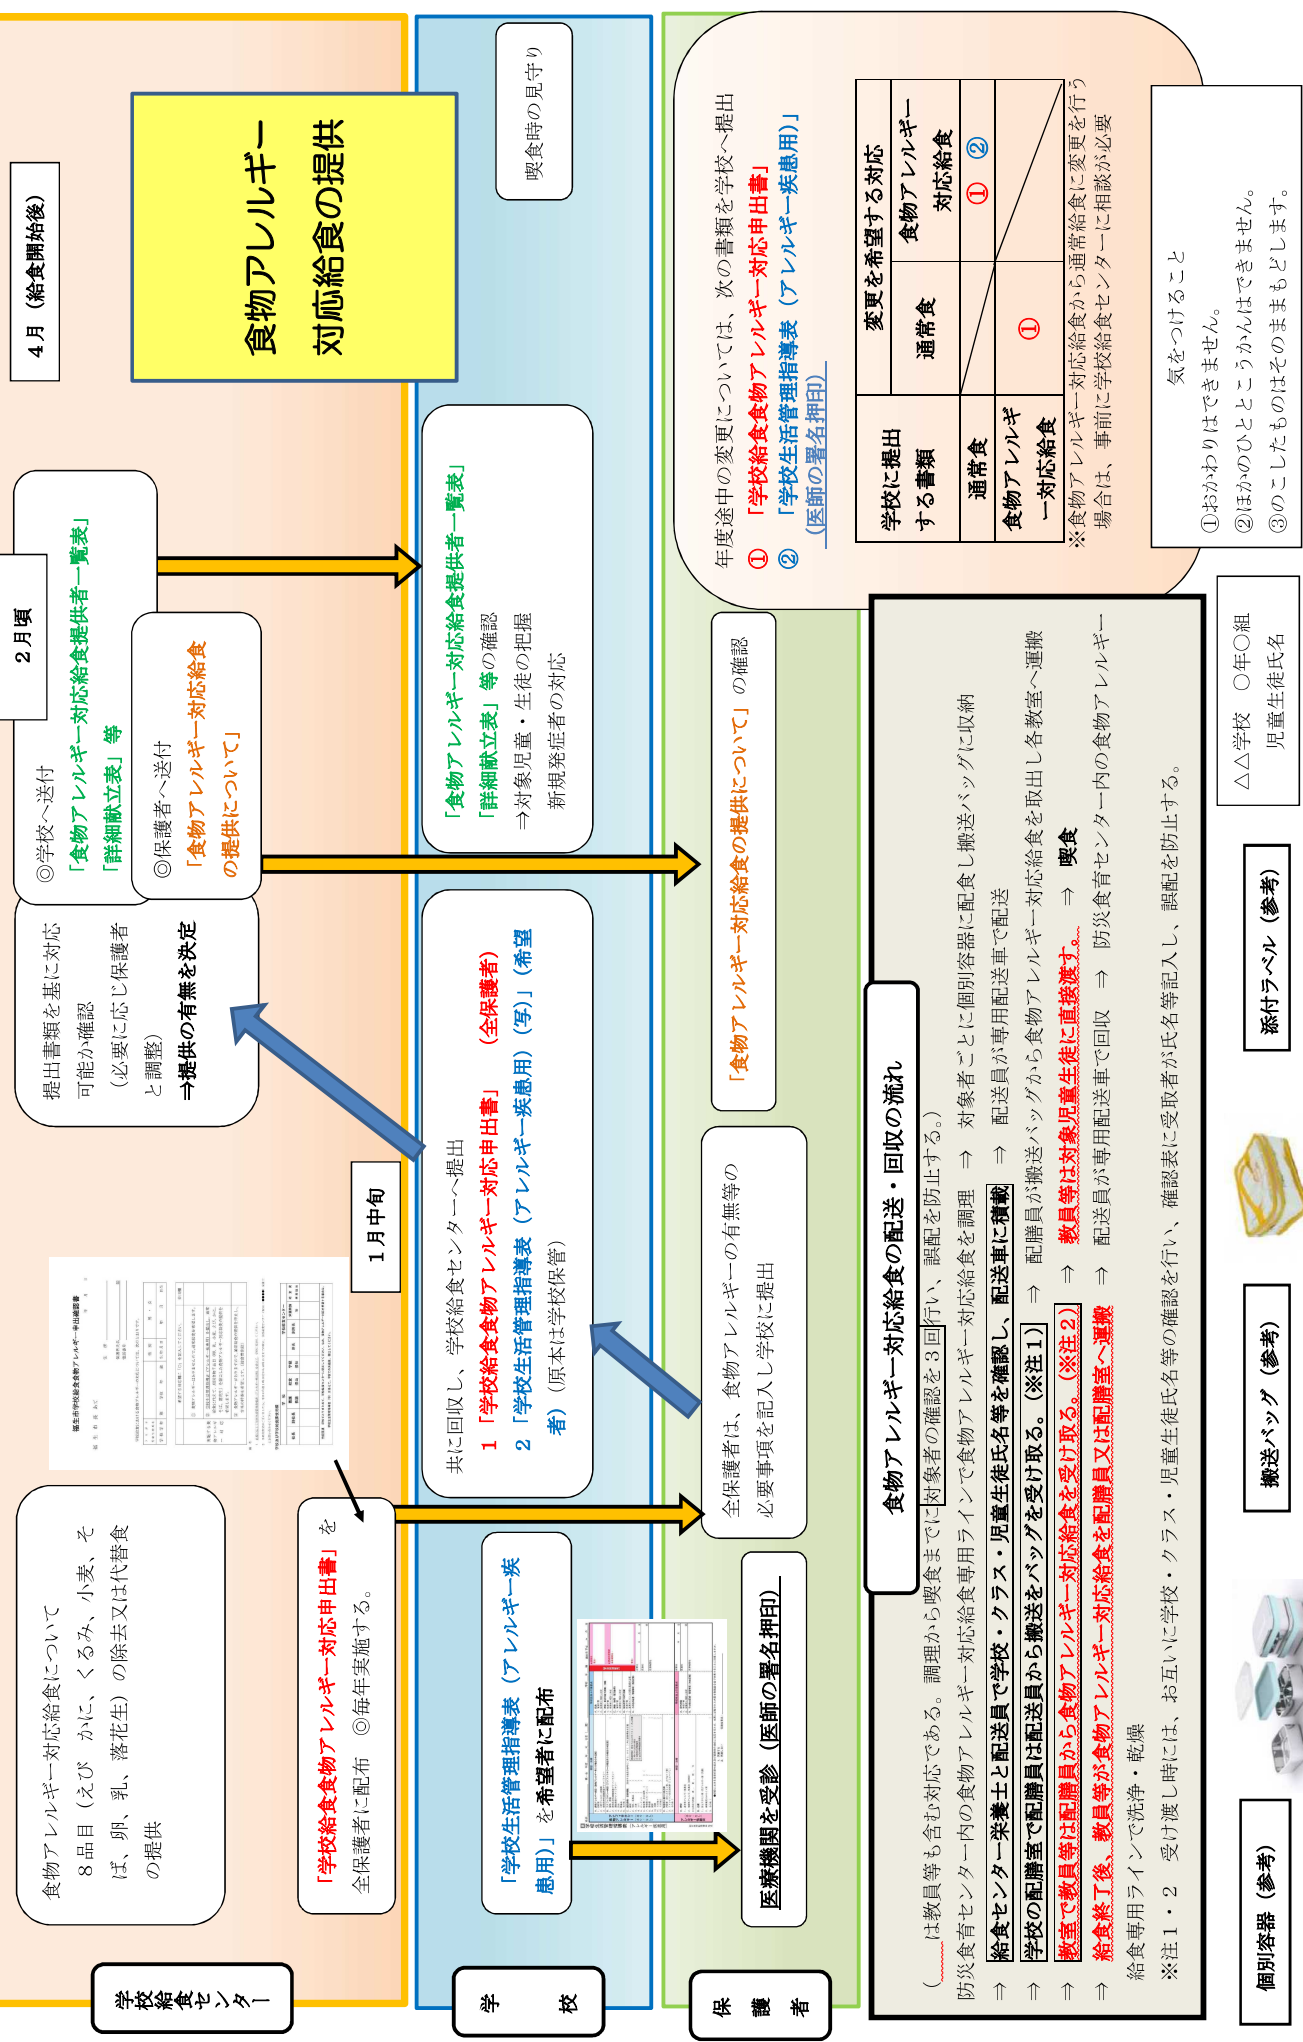 学校給食センター
食物アレルギー対応給食について
８品目（えび　かに、くるみ、小麦、そ
ば、卵、乳、落花生）の除去又は代替食
の提供
「学校給食食物アレルギー対応申出書」を
全保護者に配布　◎毎年実施する。
福生市学校給食食物アレルギー申出確認書
１月中旬
提出書類を基に対応
可能か確認
（必要に応じ保護者
と調整）
⇒提供の有無を決定
２月頃
◎学校へ送付
「食物アレルギー対応給食提供者一覧表」
「詳細献立表」等
◎保護者へ送付
「食物アレルギー対応給食
の提供について」
４月（給食開始後）
食物アレルギー
対応給食の提供
学　校
「学校生活管理指導表（アレルギー疾
患用）」を希望者に配布
共に回収し、学校給食センターへ提出
１「学校給食食物アレルギー対応申出書」　（全保護者）
２「学校生活管理指導表（アレルギー疾患用）（写）」（希望
者）（原本は学校保管）
「食物アレルギー対応給食提供者一覧表」
「詳細献立表」等の確認
⇒対象児童・生徒の把握
新規発症者の対応
喫食時の見守り
保護者
医療機関を受診（医師の署名押印）
全保護者は、食物アレルギーの有無等の
必要事項を記入し学校に提出
「食物アレルギー対応給食の提供について」の確認
年度途中の変更については、次の書類を学校へ提出
①　「学校給食食物アレルギー対応申出書」
②　「学校生活管理指導表（アレルギー疾患用）」
（医師の署名押印）
学校に提出
する書類
変更を希望する対応
通常食
食物アレルギー
対応給食
通常食
①　②
食物アレルギ
ー対応給食
①
※食物アレルギー対応給食から通常給食に変更を行う
場合は、事前に学校給食センターに相談が必要
食物アレルギー対応給食の配送・回収の流れ
（　　は教員等も含む対応である。調理から喫食までに対象者の確認を３回行い、誤配を防止する。）
防災食育センター内の食物アレルギー対応給食専用ラインで食物アレルギー対応給食を調理　⇒　対象者ごとに個別容器に配食し搬送バッグに収納
⇒　給食センター栄養士と配送員で学校・クラス・児童生徒氏名等を確認し、配送車に積載　⇒　配送員が専用配送車で配送
⇒　学校の配膳室で配膳員は配送員から搬送をバッグを受け取る。（※注１）　⇒　配膳員が搬送バッグから食物アレルギー対応給食を取出し各教室へ運搬
⇒　教室で教員等は配膳員から食物アレルギー対応給食を受け取る。（※注２）　⇒　教員等は対象児童生徒に直接渡す。　⇒　喫食
⇒　給食終了後、教員等が食物アレルギー対応給食を配膳員又は配膳室へ運搬　⇒　配送員が専用配送車で回収　⇒　防災食育センター内の食物アレルギー
給食専用ラインで洗浄・乾燥
※注１・２　受け渡し時には、お互いに学校・クラス・児童生徒氏名等の確認を行い、確認表に受取者が氏名等記入し、誤配を防止する。
個別容器（参考）
搬送バッグ（参考）
添付ラベル（参考）
△△学校　〇年〇組
児童生徒氏名
気をつけること
①おかわりはできません。
②ほかのひととこうかんはできません。
③のこしたものはそのままもどします。